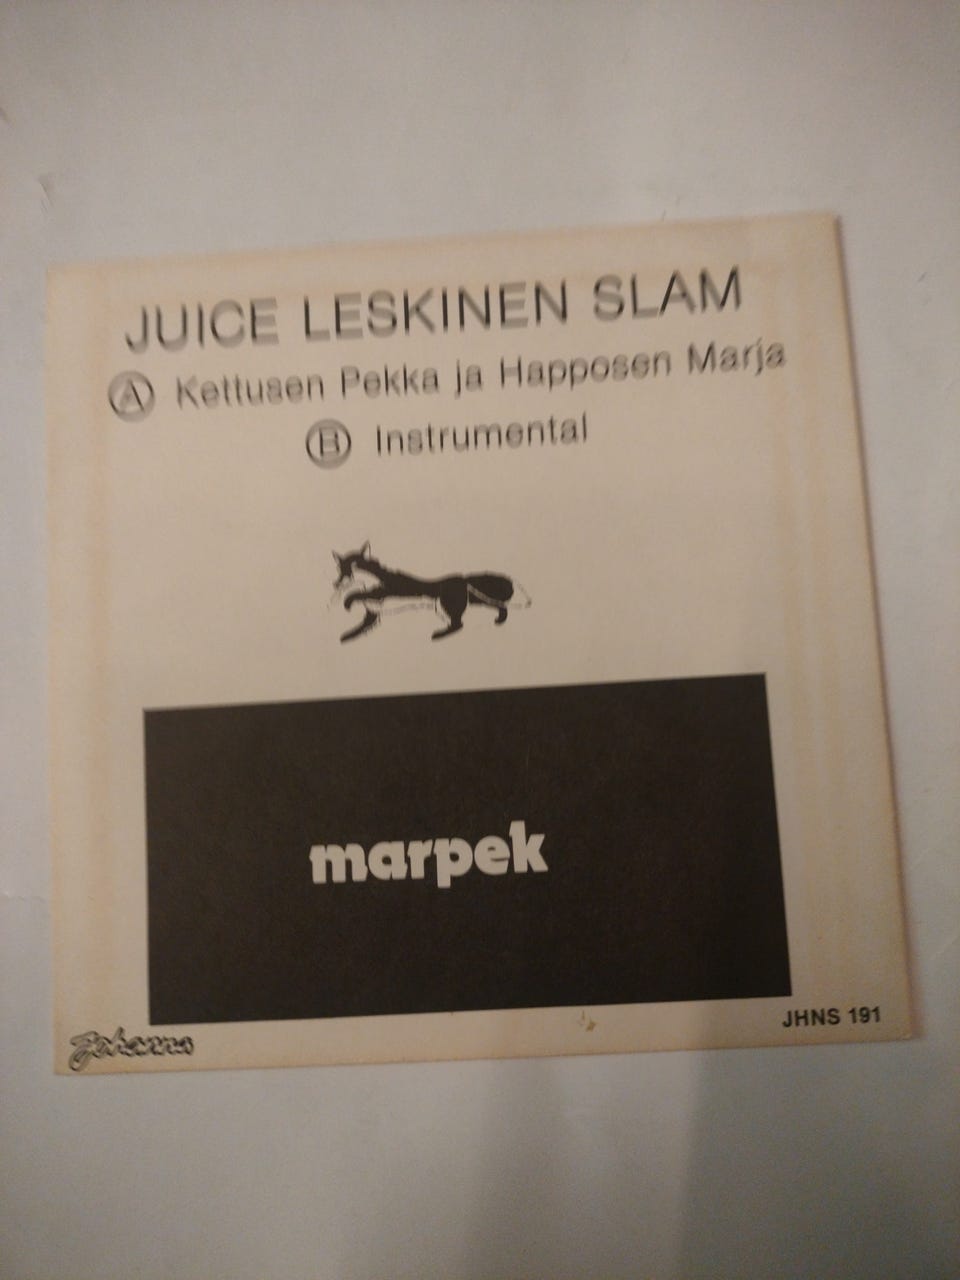 JUICE LESKINEN SLAM
Ⓐ Kettusen Pekka ja Happosen Marja
Ⓑ Instrumental
marpek
JHNS 191
Johanna